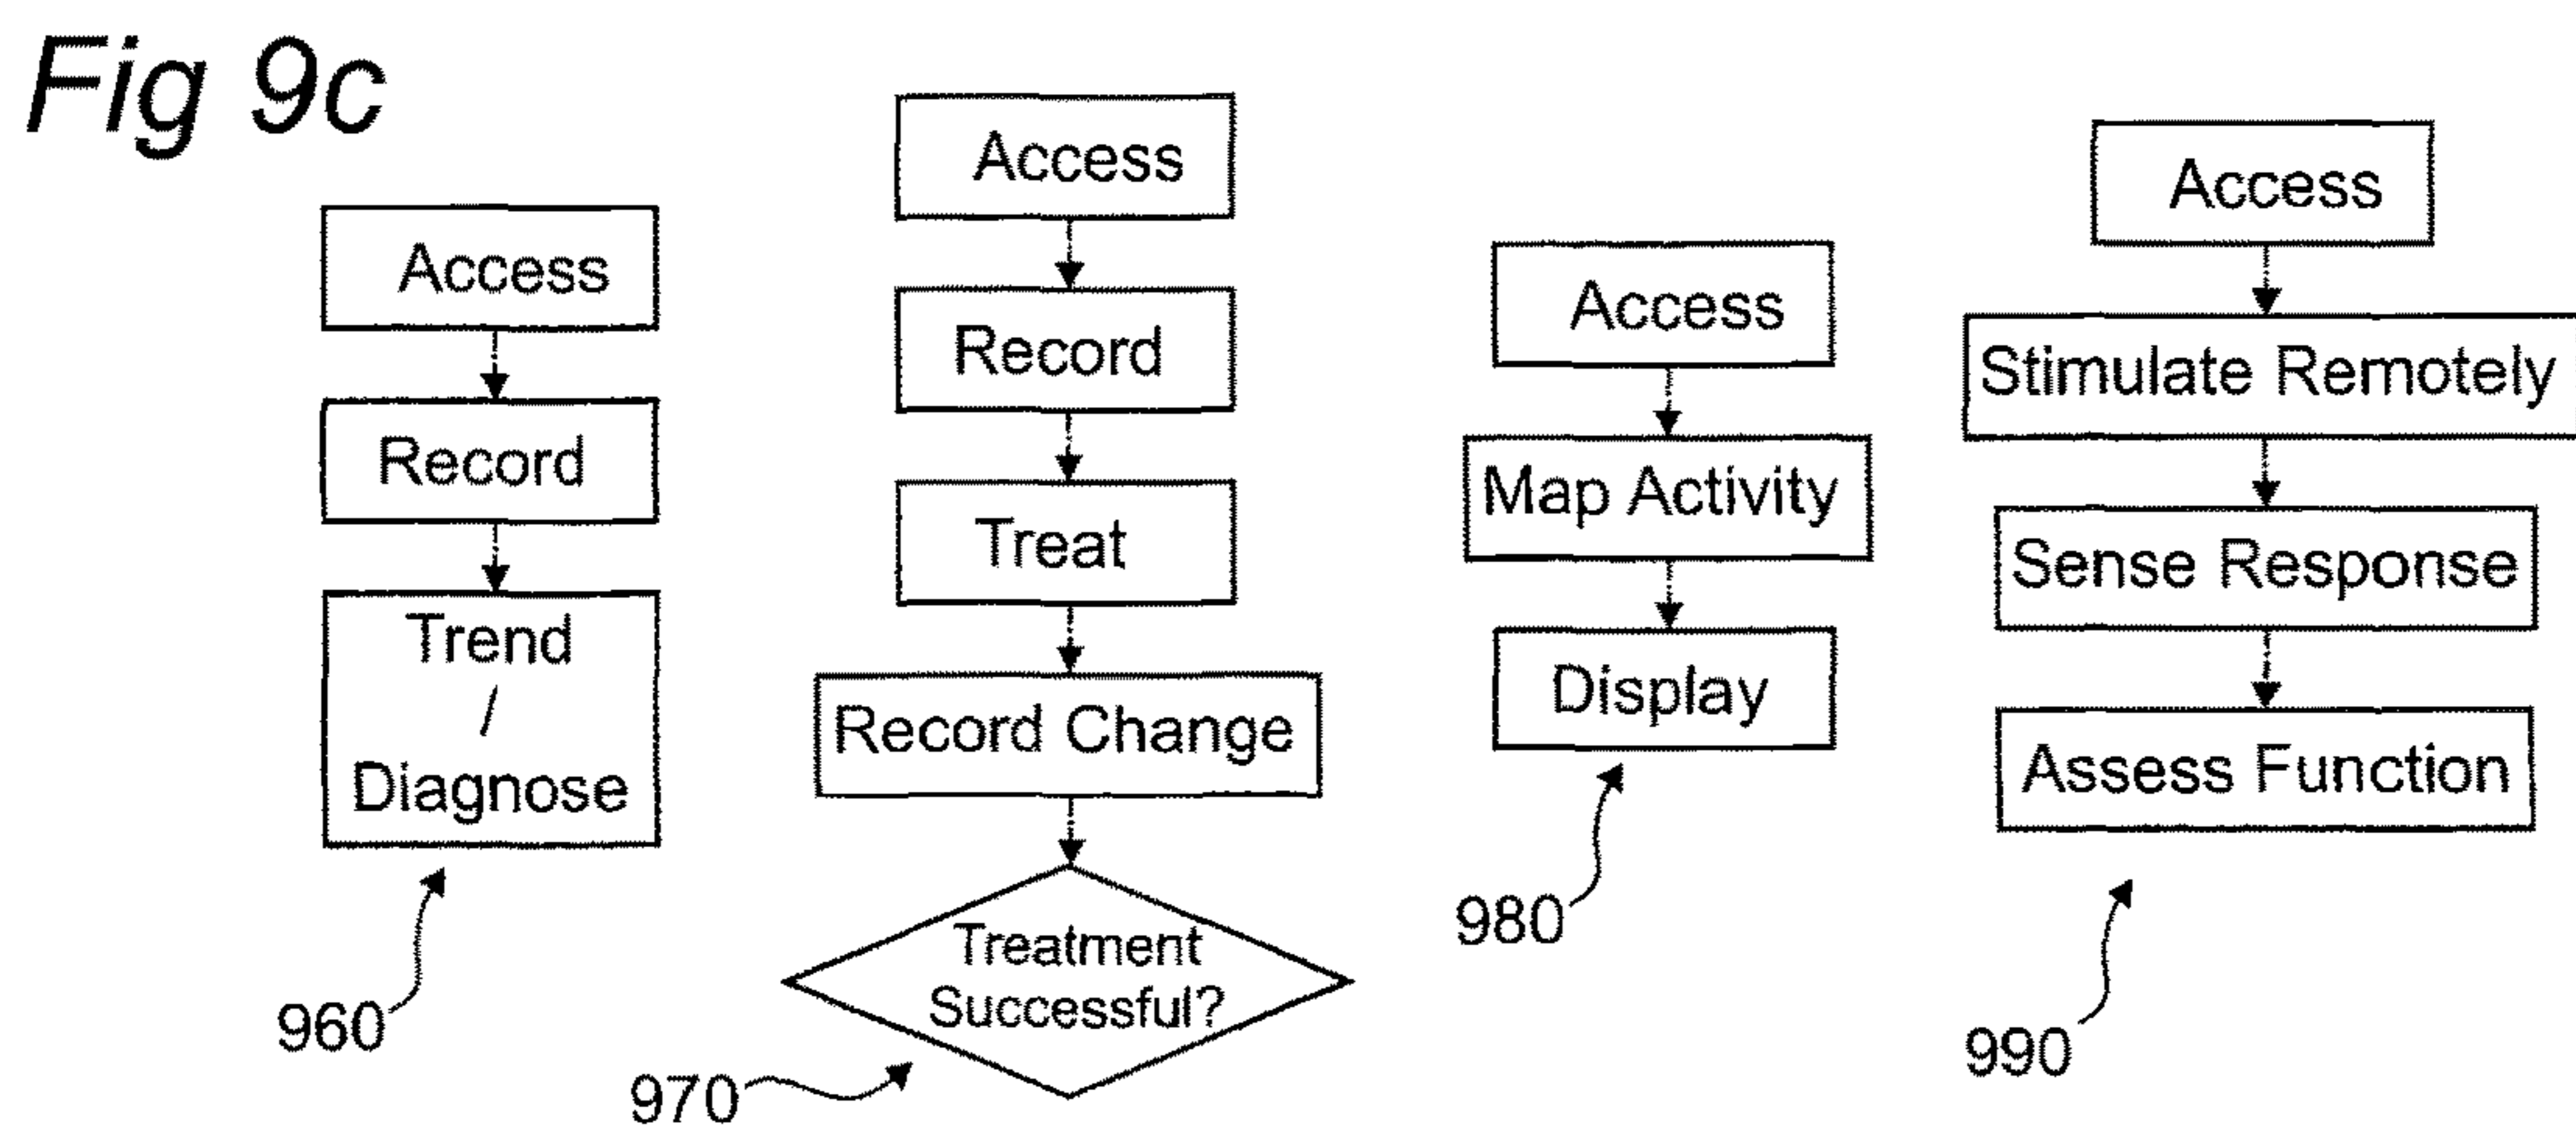 Fig 9c
Access
Record
Trend
/
Diagnose
960
Access
Record
Treat
Record Change
Treatment
Successful?
970
Access
Map Activity
Display
980
Access
Stimulate Remotely
Sense Response
Assess Function
990